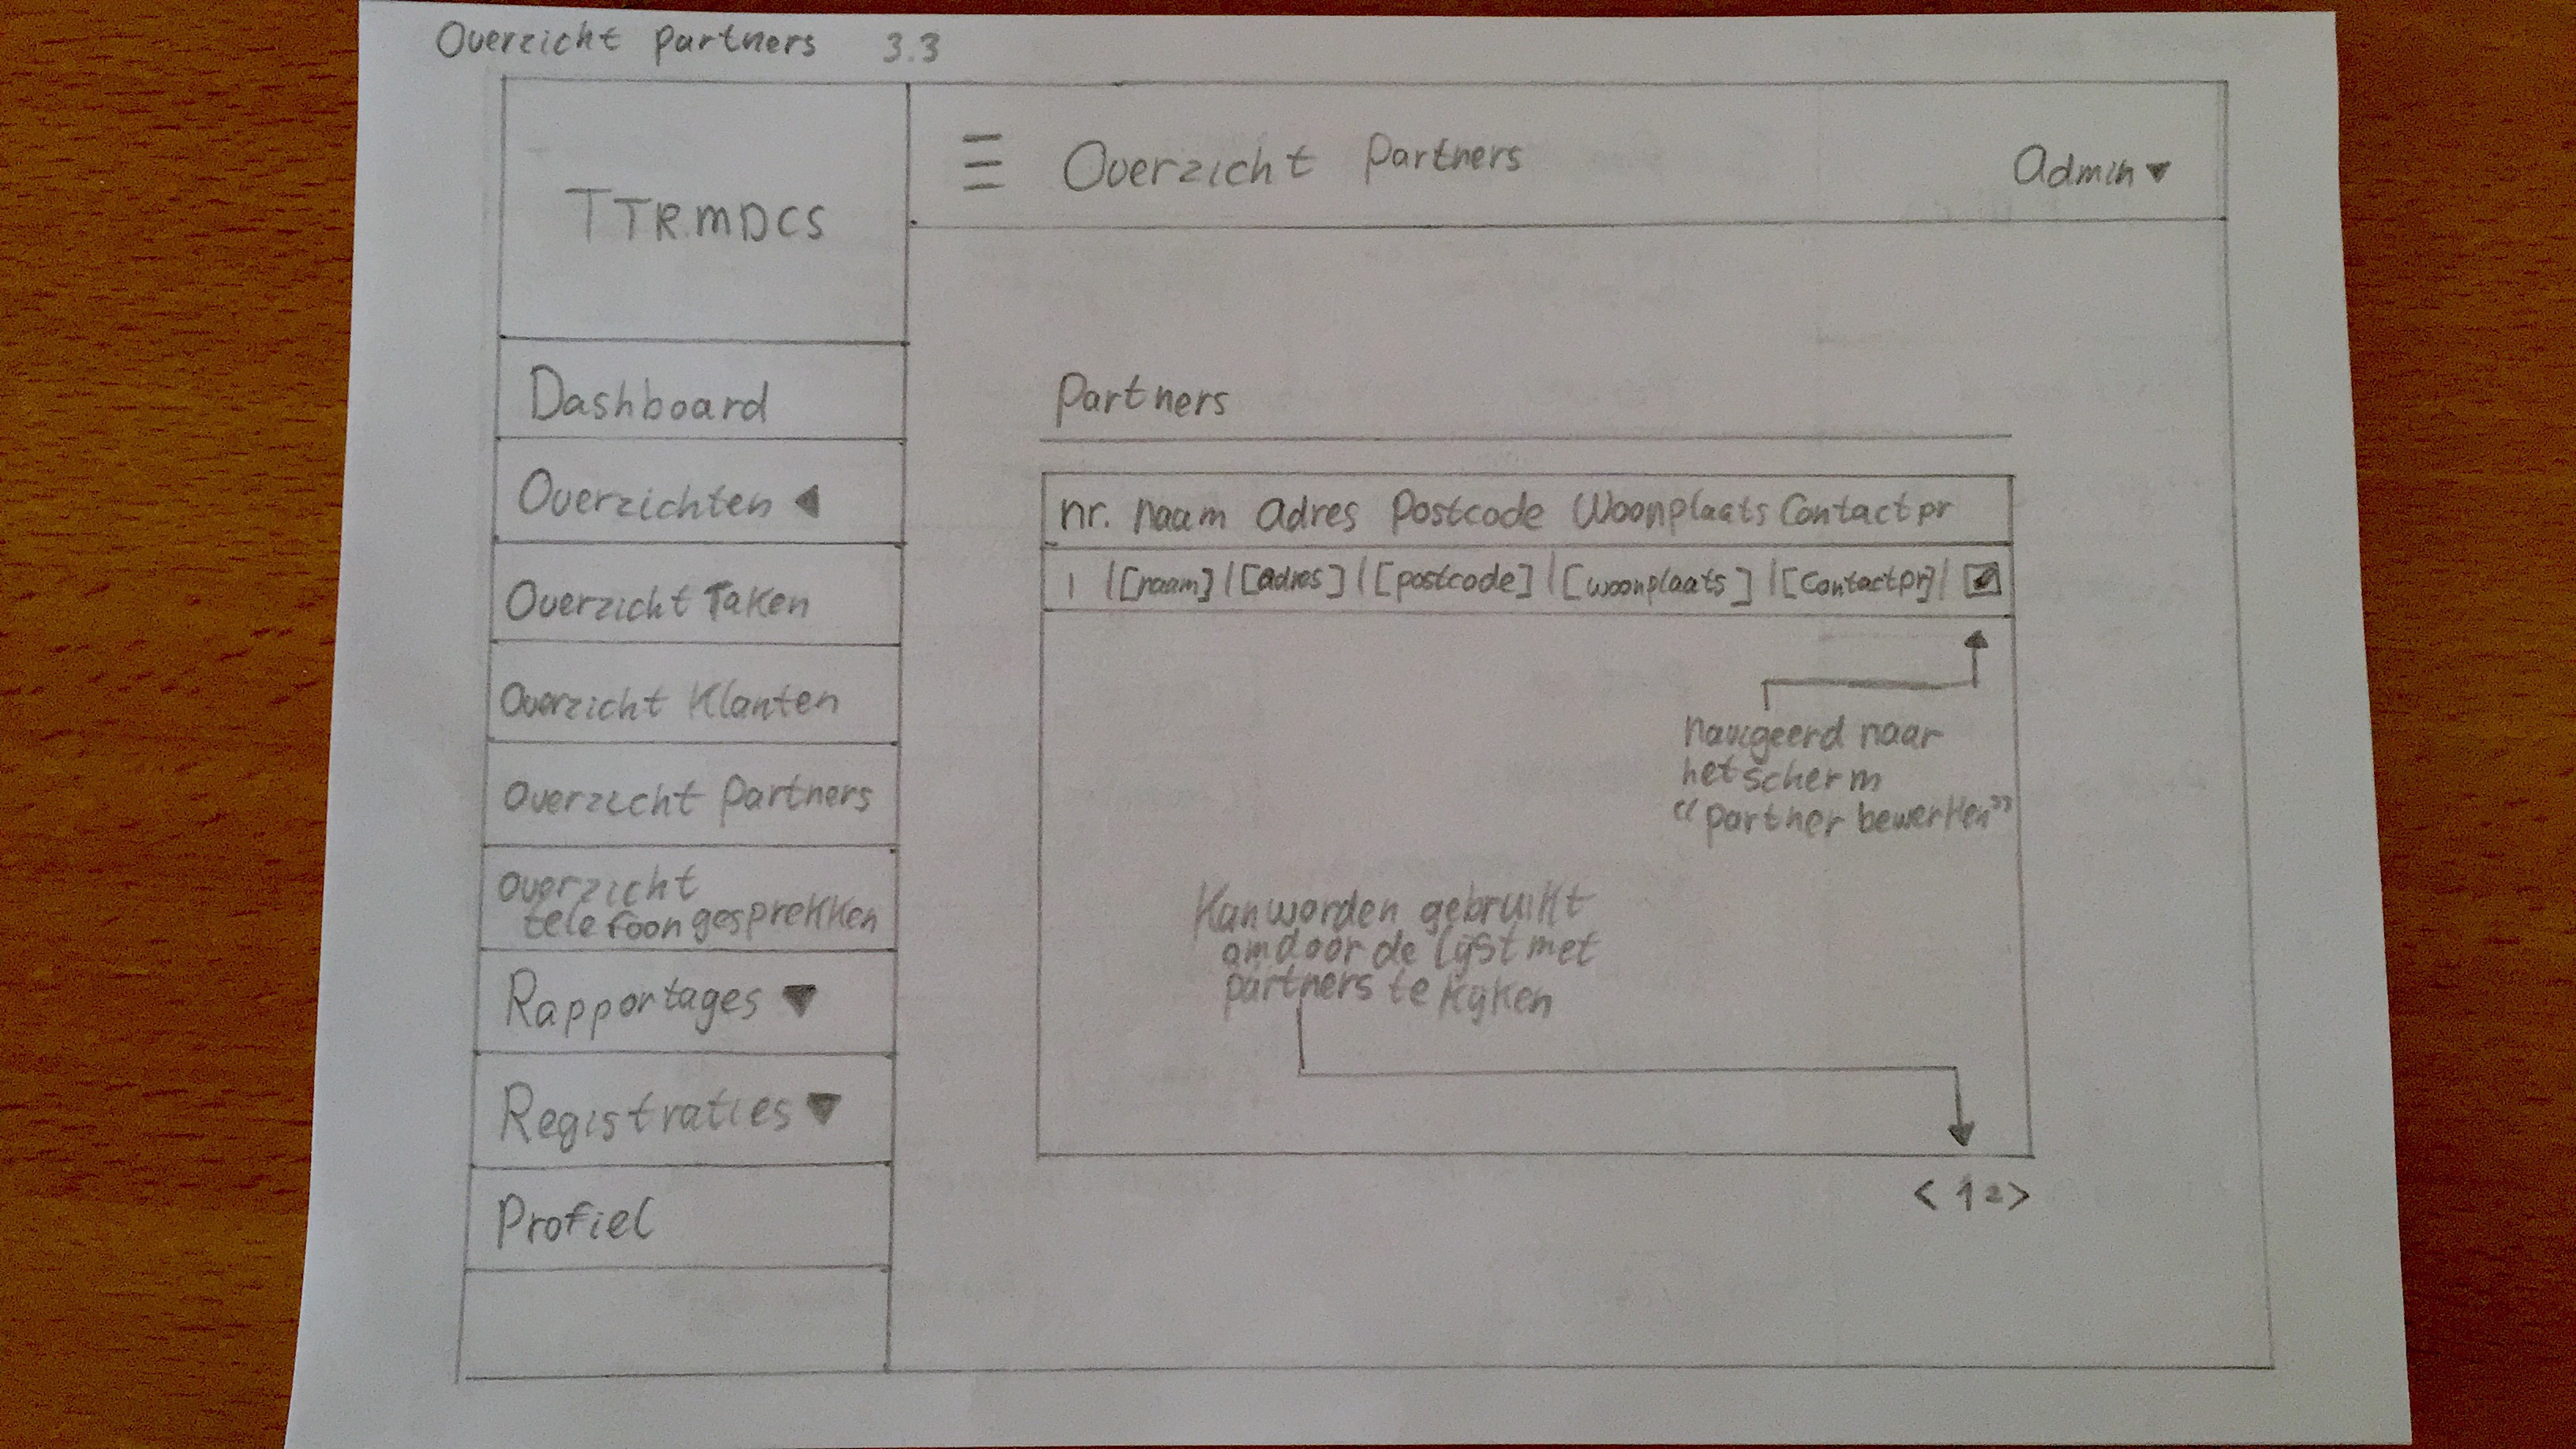 Overzicht partners 3.3
TTRMDCS
Overzicht Partners
Admin
Dashboard
Overzichten
Overzicht Taken
Overzicht Klanten
Overzicht Partners
Overzicht
telefoongesprekken
Rapportages
Registraties
Profiel
Partners
nr. naam adres Postcode Woonplaats Contactpr
1 | [naam] | [adres] | [postcode] | [woonplaats] | [Contactpr] |
navigeerd naar
het scherm
“partner bewerken”
Kan worden gebruikt
om door de lijst met
partners te kijken
< 1 2 >